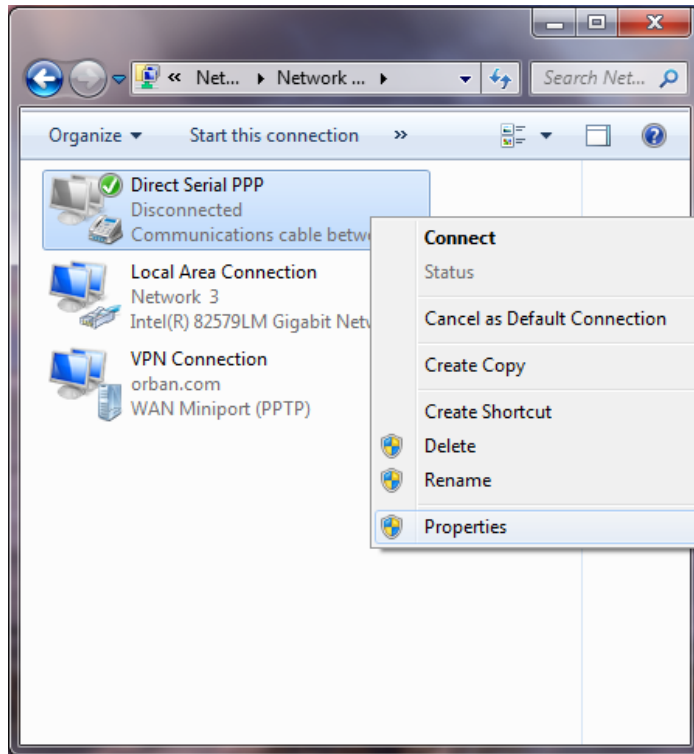 « Net... Network ...
Search Net...
Organize Start this connection »
Direct Serial PPP
Disconnected
Communications cable betw
Local Area Connection
Network 3
Intel(R) 82579LM Gigabit Netw
VPN Connection
orban.com
WAN Miniport (PPTP)
Connect
Status
Cancel as Default Connection
Create Copy
Create Shortcut
Delete
Rename
Properties